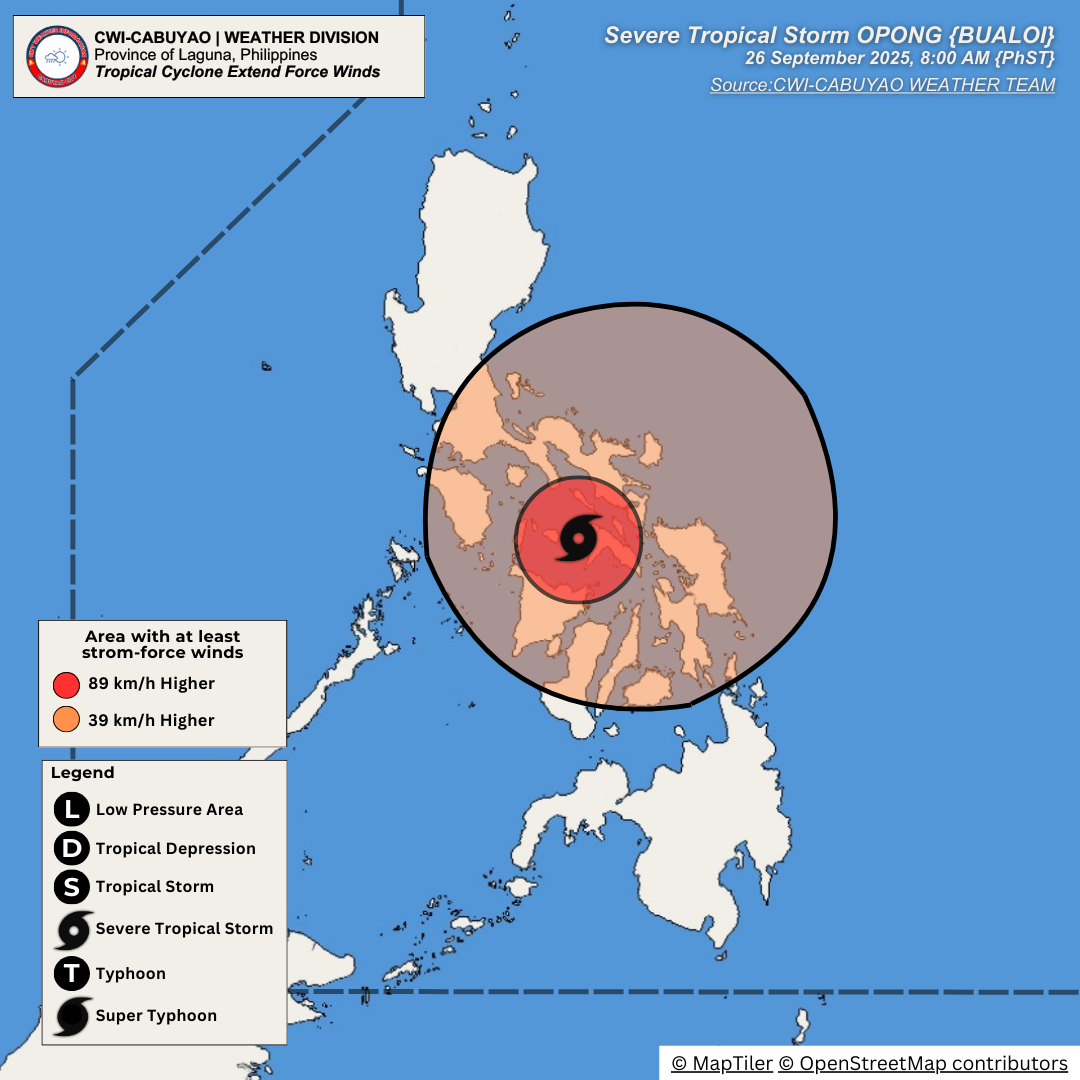 CWI-CABUYAO | WEATHER DIVISION
Province of Laguna, Philippines
Tropical Cyclone Extend Force Winds
Severe Tropical Storm OPONG {BUALOI}
26 September 2025, 8:00 AM {PhST}
Source:CWI-CABUYAO WEATHER TEAM
Area with at least
strom-force winds
89 km/h Higher
39 km/h Higher
Legend
L Low Pressure Area
D Tropical Depression
S Tropical Storm
Severe Tropical Storm
T Typhoon
Super Typhoon
© MapTiler © OpenStreetMap contributors